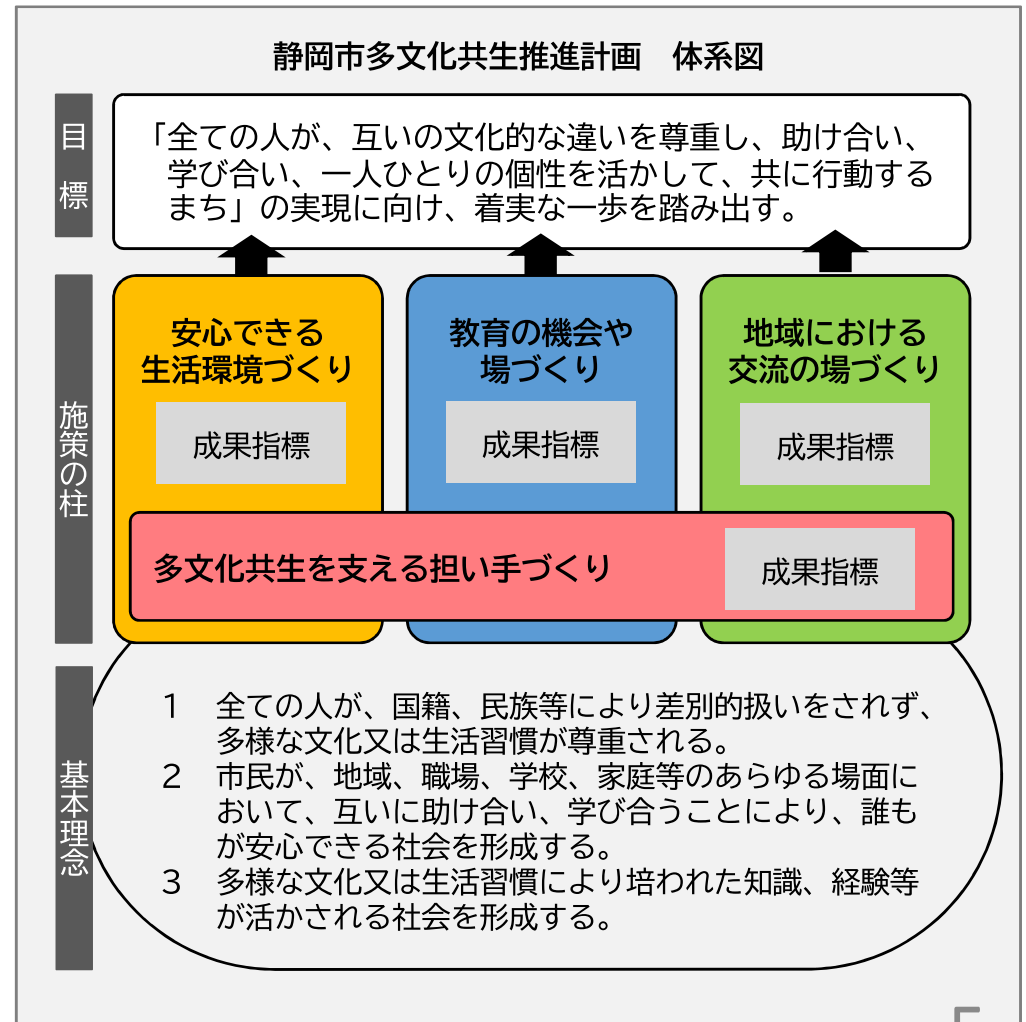 静岡市多文化共生推進計画　体系図
目標
「全ての人が、互いの文化的な違いを尊重し、助け合い、
学び合い、一人ひとりの個性を活かして、共に行動する
まち」の実現に向け、着実な一歩を踏み出す。
施策の柱
安心できる
生活環境づくり
成果指標
教育の機会や
場づくり
成果指標
地域における
交流の場づくり
成果指標
多文化共生を支える担い手づくり
成果指標
基本理念
1　全ての人が、国籍、民族等により差別的扱いをされず、
多様な文化又は生活習慣が尊重される。
2　市民が、地域、職場、学校、家庭等のあらゆる場面に
おいて、互いに助け合い、学び合うことにより、誰も
が安心できる社会を形成する。
3　多様な文化又は生活習慣により培われた知識、経験等
が活かされる社会を形成する。